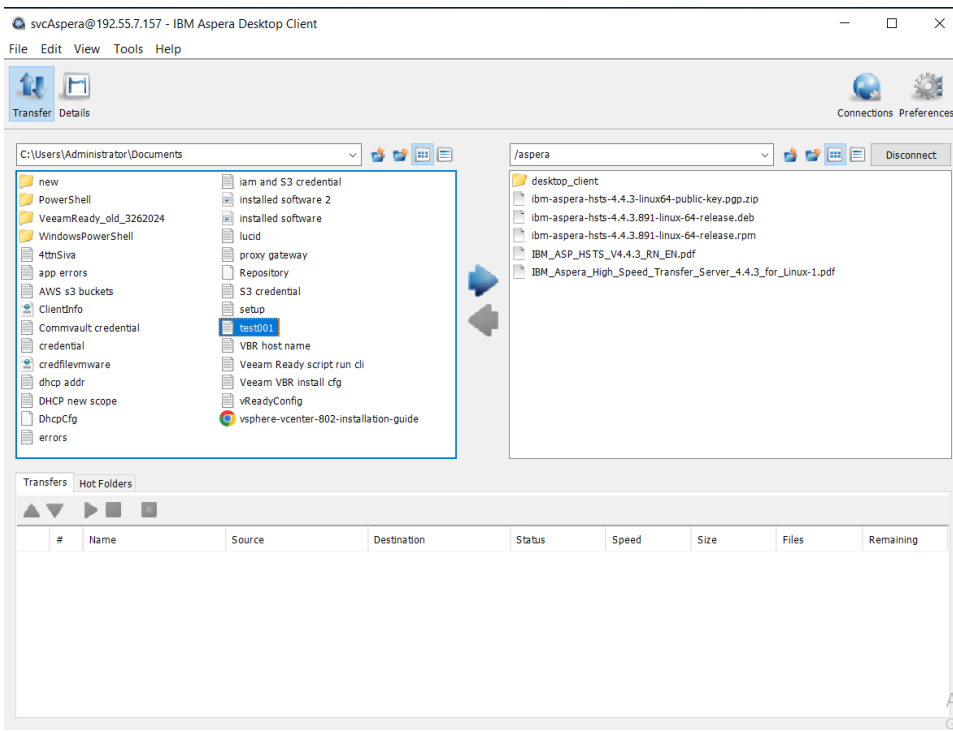 svcAspera@192.55.7.157 - IBM Aspera Desktop Client
File Edit View Tools Help
Transfer Details
Connections Preferences
C:\Users\Administrator\Documents
new
PowerShell
VeeamReady_old_3262024
WindowsPowerShell
4ttnSiva
app errors
AWS s3 buckets
ClientInfo
Commvault credential
credential
credfilevmware
dhcp addr
DHCP new scope
DhcpCfg
errors
iam and S3 credential
installed software 2
installed software
lucid
proxy gateway
Repository
S3 credential
setup
test001
VBR host name
Veeam Ready script run cli
Veeam VBR install cfg
vReadyConfig
vsphere-vcenter-802-installation-guide
/aspera
Disconnect
desktop_client
ibm-aspera-hsts-4.4.3-linux64-public-key.pgp.zip
ibm-aspera-hsts-4.4.3.891-linux-64-release.deb
ibm-aspera-hsts-4.4.3.891-linux-64-release.rpm
IBM_ASP_HSTS_V4.4.3_RN_EN.pdf
IBM_Aspera_High_Speed_Transfer_Server_4.4.3_for_Linux-1.pdf
Transfers Hot Folders
# Name Source Destination Status Speed Size Files Remaining